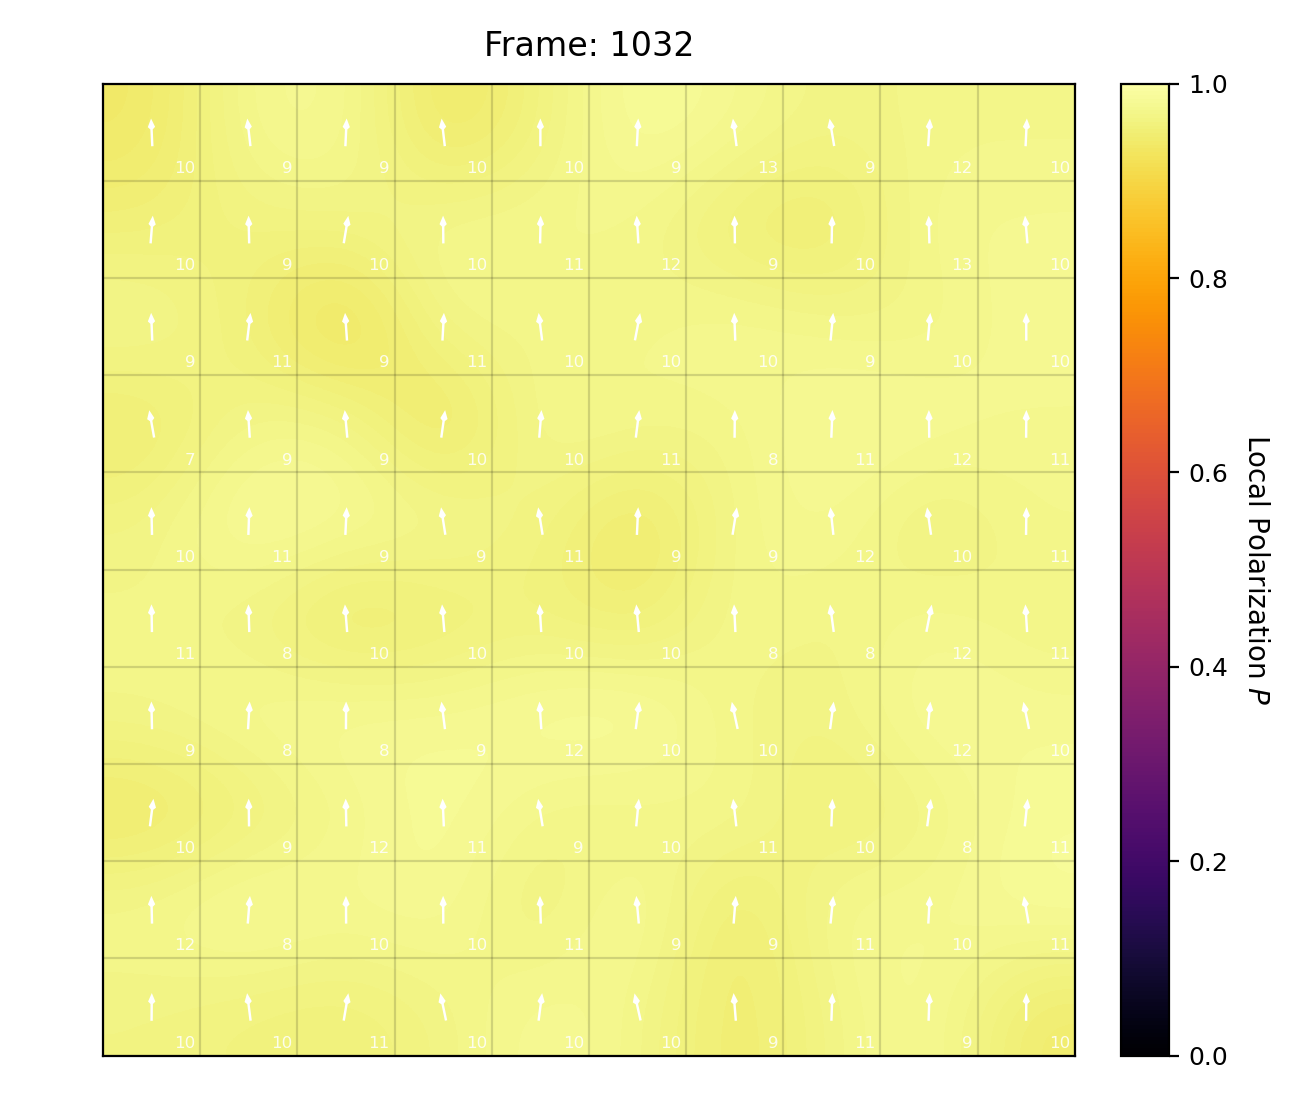 Frame: 1032
10 9 9 10 10 9 13 9 12 10
10 9 10 10 11 12 9 10 13 10
9 11 9 11 10 10 10 9 10 10
7 9 9 10 10 11 8 11 12 11
10 11 9 9 11 9 9 12 10 11
11 8 10 10 10 10 8 8 12 11
9 8 8 9 12 10 10 9 12 10
10 9 12 11 9 10 11 10 8 11
12 8 10 10 11 9 9 11 10 11
10 10 11 10 10 10 9 11 9 10
1.0
0.8
0.6
0.4
0.2
0.0
Local Polarization P